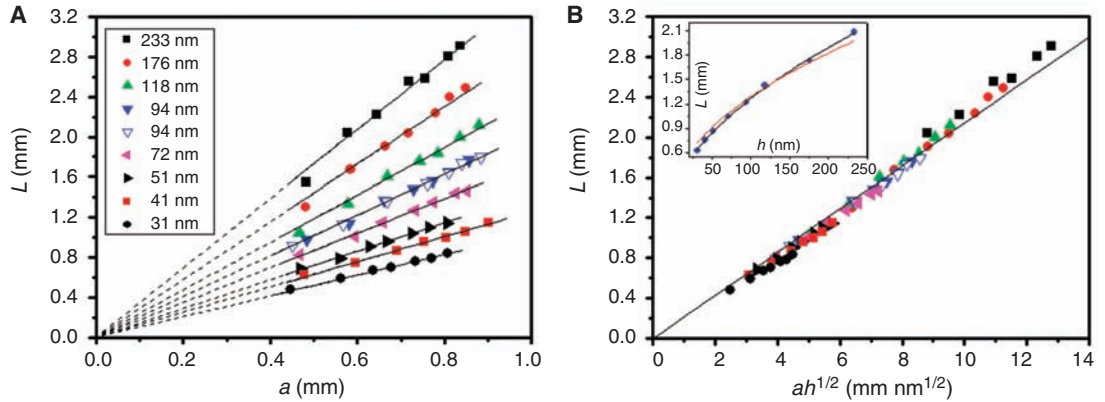 A
3.2
2.8
2.4
2.0
1.6
1.2
0.8
0.4
0.0
L (mm)
233 nm
176 nm
118 nm
94 nm
94 nm
72 nm
51 nm
41 nm
31 nm
0.0 0.2 0.4 0.6 0.8 1.0
a (mm)
B
3.2
2.8
2.4
2.0
1.6
1.2
0.8
0.4
0.0
L (mm)
2.1
1.8
1.5
1.2
0.9
0.6
L (mm)
h (nm)
50 100 150 200 250
0 2 4 6 8 10 12 14
ah^{1/2} (mm nm^{1/2})